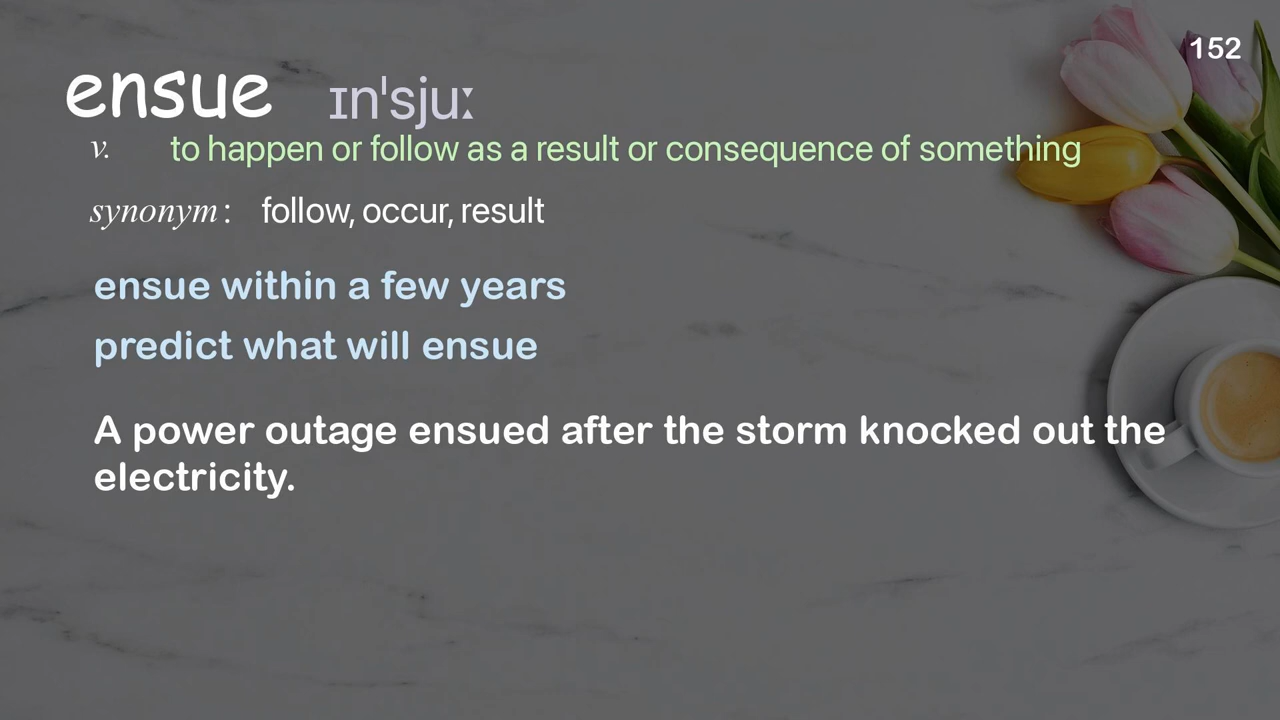 152
ensue ɪn'sjuː
v. to happen or follow as a result or consequence of something
synonym: follow, occur, result
ensue within a few years
predict what will ensue
A power outage ensued after the storm knocked out the
electricity.